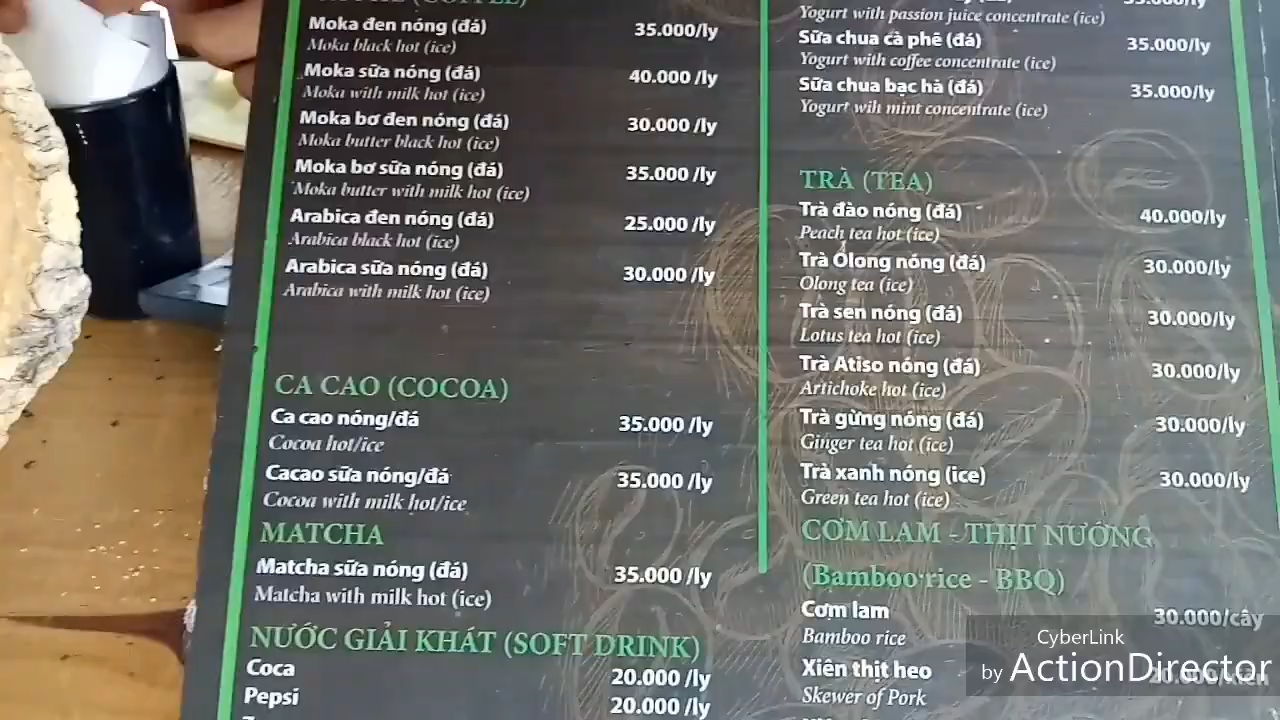 (COFFEE)
Moka đen nóng (đá) 35.000/ly
Moka black hot (ice)
Moka sữa nóng (đá) 40.000 /ly
Moka with milk hot (ice)
Moka bơ đen nóng (đá) 30.000 /ly
Moka butter black hot (ice)
Moka bơ sữa nóng (đá) 35.000 /ly
Moka butter with milk hot (ice)
Arabica đen nóng (đá) 25.000 /ly
Arabica black hot (ice)
Arabica sữa nóng (đá) 30.000 /ly
Arabica with milk hot (ice)
CA CAO (COCOA)
Ca cao nóng/đá 35.000 /ly
Cocoa hot/ice
Cacao sữa nóng/đá 35.000 /ly
Cocoa with milk hot/ice
MATCHA
Matcha sữa nóng (đá) 35.000 /ly
Matcha with milk hot (ice)
NƯỚC GIẢI KHÁT (SOFT DRINK)
Coca 20.000 /ly
Pepsi 20.000 /ly
35.000/ly
Yogurt with passion juice concentrate (ice)
Sữa chua cà phê (đá) 35.000/ly
Yogurt with coffee concentrate (ice)
Sữa chua bạc hà (đá) 35.000/ly
Yogurt wih mint concentrate (ice)
TRÀ (TEA)
Trà đào nóng (đá) 40.000/ly
Peach tea hot (ice)
Trà Ôlong nóng (đá) 30.000/ly
Olong tea (ice)
Trà sen nóng (đá) 30.000/ly
Lotus tea hot (ice)
Trà Atiso nóng (đá) 30.000/ly
Artichoke hot (ice)
Trà gừng nóng (đá) 30.000/ly
Ginger tea hot (ice)
Trà xanh nóng (ice) 30.000/ly
Green tea hot (ice)
CƠM LAM - THỊT NƯỚNG
(Bamboo rice - BBQ)
Cơm lam 30.000/cây
Bamboo rice
Xiên thịt heo 20.000/xiên
Skewer of Pork
CyberLink
by ActionDirector